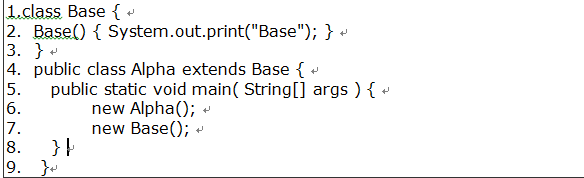 1.class Base {
2.  Base() { System.out.print("Base"); }
3.  }
4.  public class Alpha extends Base {
5.    public static void main( String[] args ) {
6.          new Alpha();
7.          new Base();
8.    }
9.   }